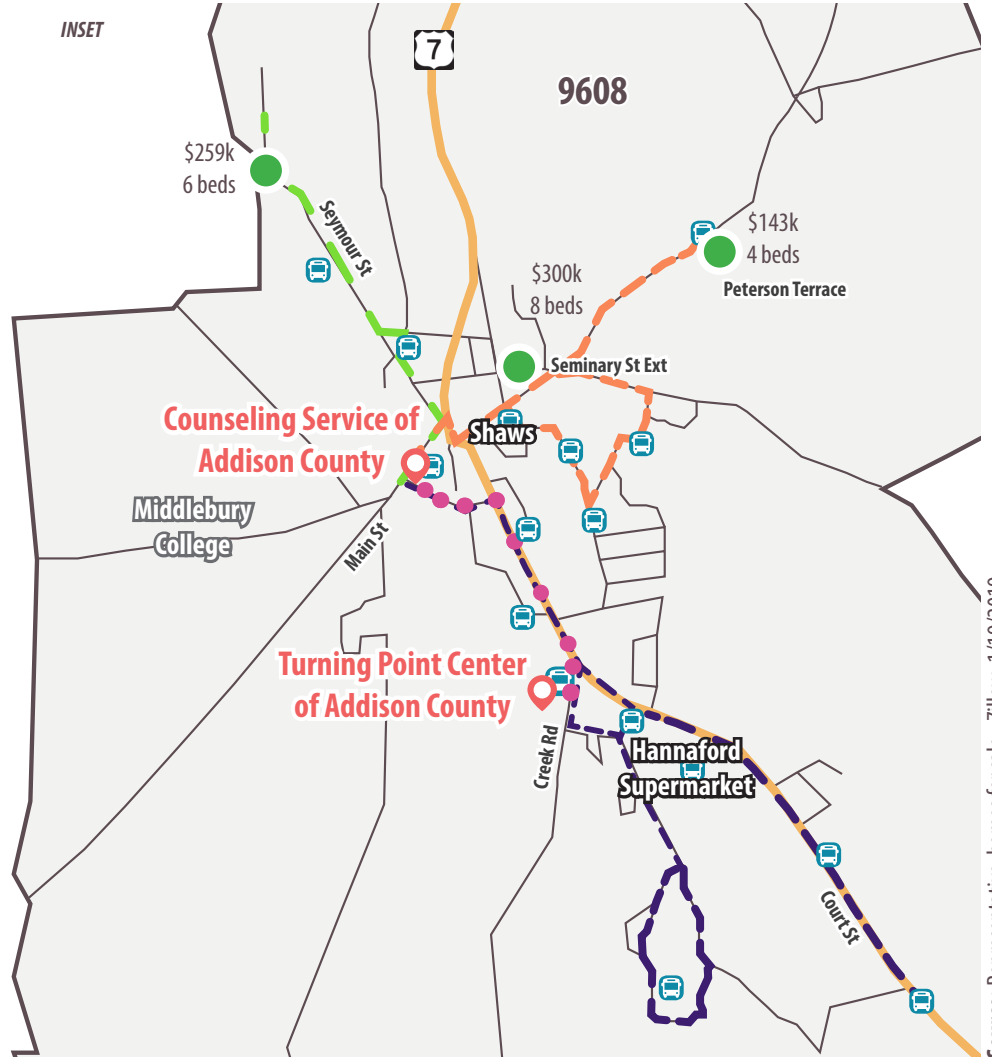 INSET
7
9608
$259k
6 beds
Seymour St
$143k
4 beds
Peterson Terrace
$300k
8 beds
Seminary St Ext
Counseling Service of
Addison County
Shaws
Middlebury
College
Main St
Turning Point Center
of Addison County
Creek Rd
Hannaford
Supermarket
Court St